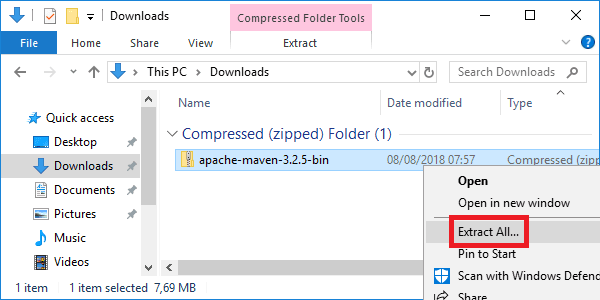 Downloads
Compressed Folder Tools
File
Home
Share
View
Extract
This PC
Downloads
Search Downloads
Name
Date modified
Type
Quick access
Desktop
Downloads
Documents
Pictures
Music
Videos
Compressed (zipped) Folder (1)
apache-maven-3.2.5-bin
08/08/2018 07:57
Compressed (zipp
Open
Open in new window
Extract All...
Pin to Start
Scan with Windows Defend
Share
1 item
1 item selected 7,69 MB